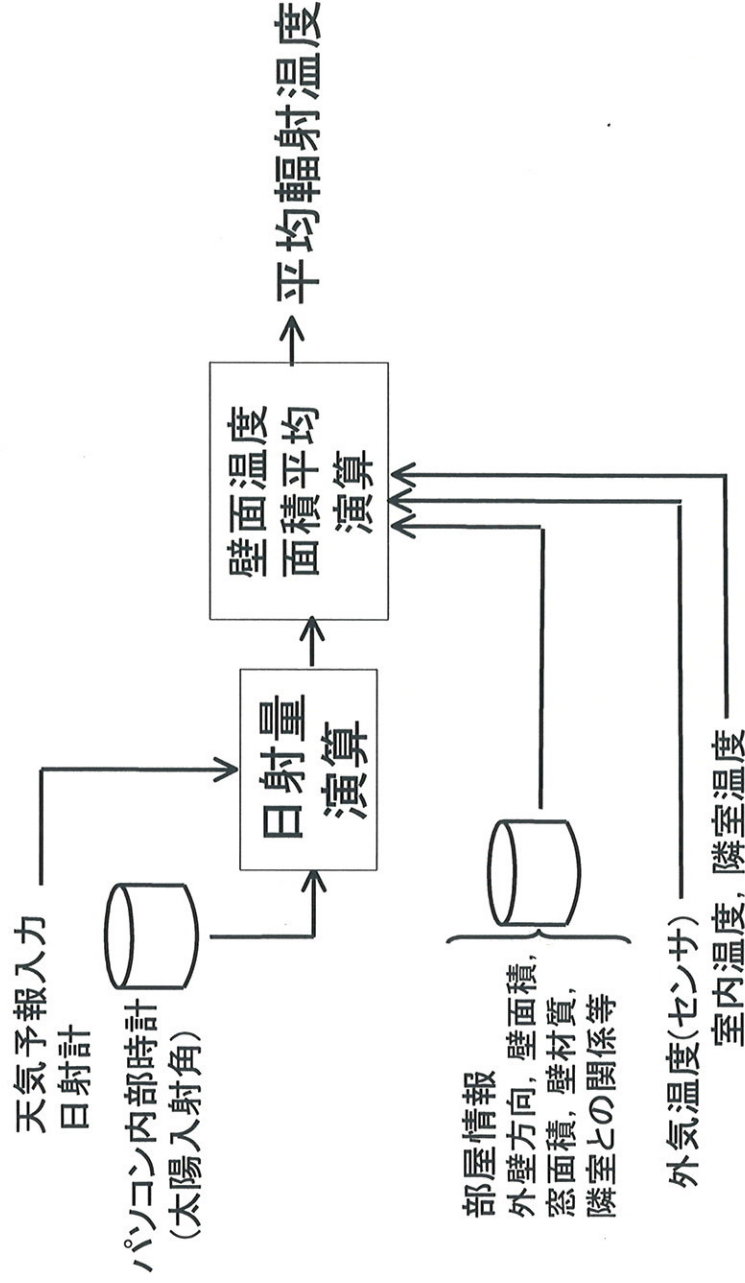 天気予報入力
日射計
パソコン内部時計
(太陽入射角)
日射量
演算
壁面温度
面積平均
演算
平均輻射温度
部屋情報
外壁方向, 壁面積,
窓面積, 壁材質,
隣室との関係等
外気温度(センサ)
室内温度, 隣室温度